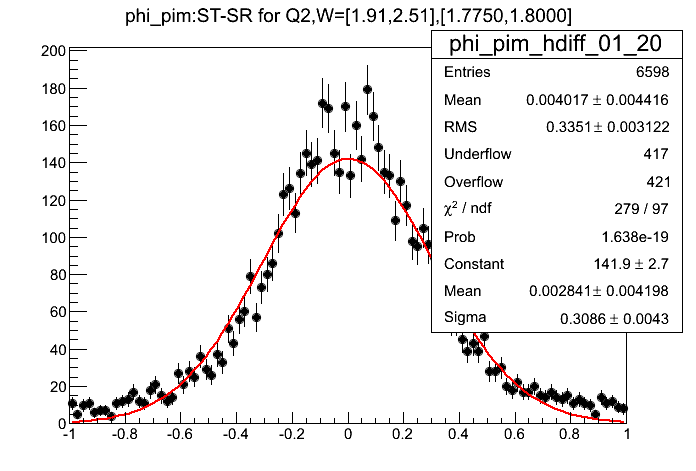 phi_pim:ST-SR for Q2,W=[1.91,2.51],[1.7750,1.8000]
phi_pim_hdiff_01_20
Entries 6598
Mean 0.004017 ± 0.004416
RMS 0.3351 ± 0.003122
Underflow 417
Overflow 421
χ² / ndf 279 / 97
Prob 1.638e-19
Constant 141.9 ± 2.7
Mean 0.002841 ± 0.004198
Sigma 0.3086 ± 0.0043
200
180
160
140
120
100
80
60
40
20
0
-1 -0.8 -0.6 -0.4 -0.2 0 0.2 0.4 0.6 0.8 1